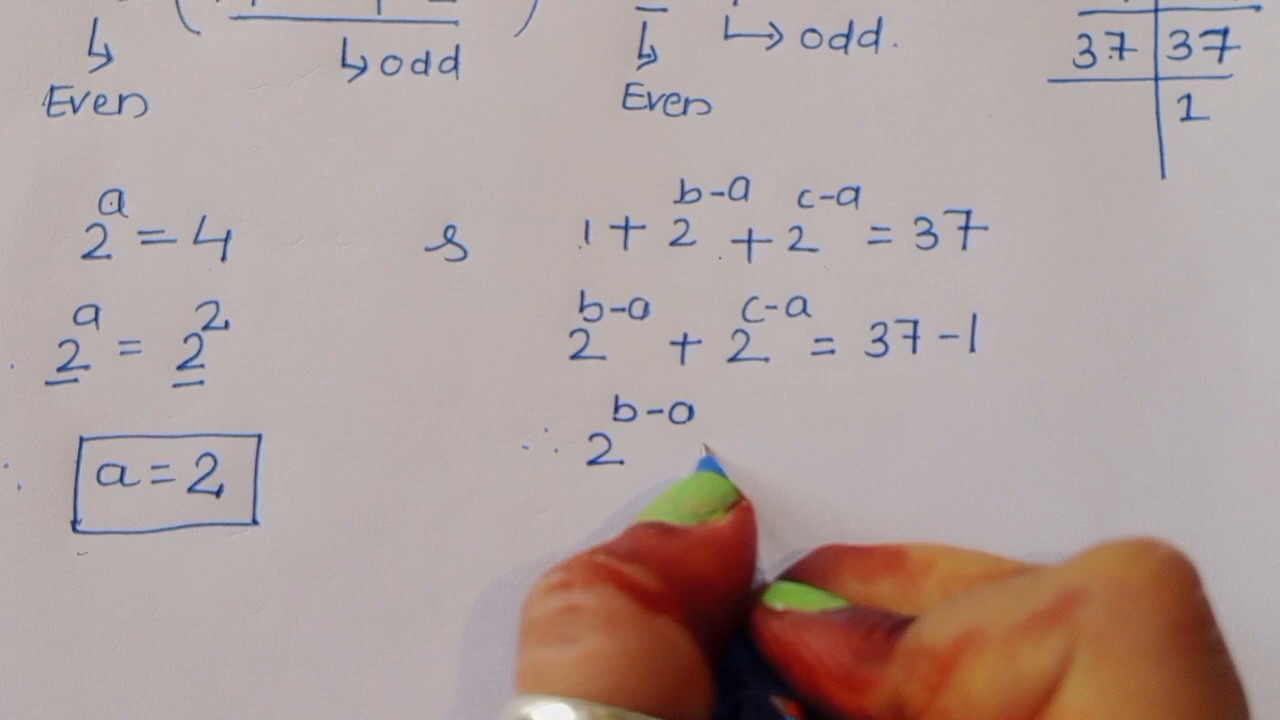 ↳ odd ↳ odd.
Even Even
37 | 37
1
2^a = 4 & 1 + 2^{b-a} + 2^{c-a} = 37
2^a = 2^2 2^{b-a} + 2^{c-a} = 37 - 1
a = 2 ∴ 2^{b-a}